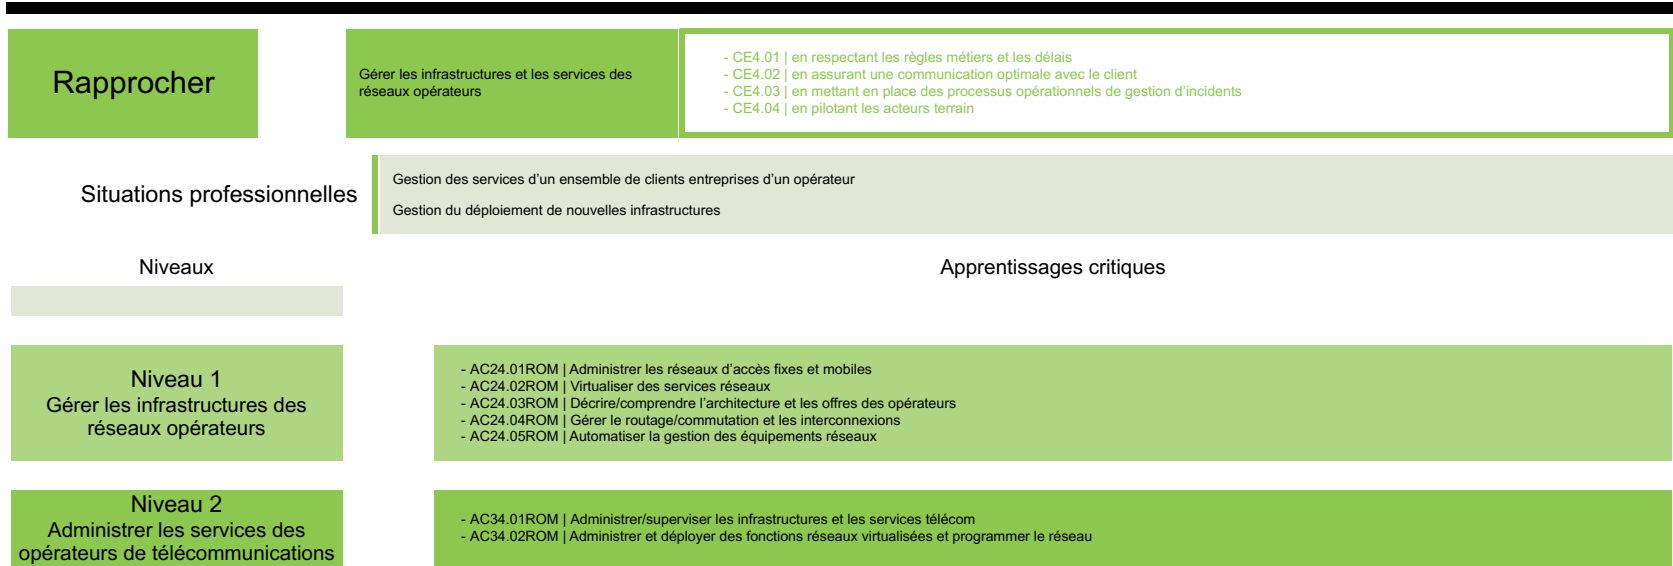 Rapprocher
Gérer les infrastructures et les services des
réseaux opérateurs
- CE4.01 | en respectant les règles métiers et les délais
- CE4.02 | en assurant une communication optimale avec le client
- CE4.03 | en mettant en place des processus opérationnels de gestion d’incidents
- CE4.04 | en pilotant les acteurs terrain
Situations professionnelles
Gestion des services d’un ensemble de clients entreprises d’un opérateur
Gestion du déploiement de nouvelles infrastructures
Niveaux
Apprentissages critiques
Niveau 1
Gérer les infrastructures des
réseaux opérateurs
- AC24.01ROM | Administrer les réseaux d’accès fixes et mobiles
- AC24.02ROM | Virtualiser des services réseaux
- AC24.03ROM | Décrire/comprendre l’architecture et les offres des opérateurs
- AC24.04ROM | Gérer le routage/commutation et les interconnexions
- AC24.05ROM | Automatiser la gestion des équipements réseaux
Niveau 2
Administrer les services des
opérateurs de télécommunications
- AC34.01ROM | Administrer/superviser les infrastructures et les services télécom
- AC34.02ROM | Administrer et déployer des fonctions réseaux virtualisées et programmer le réseau